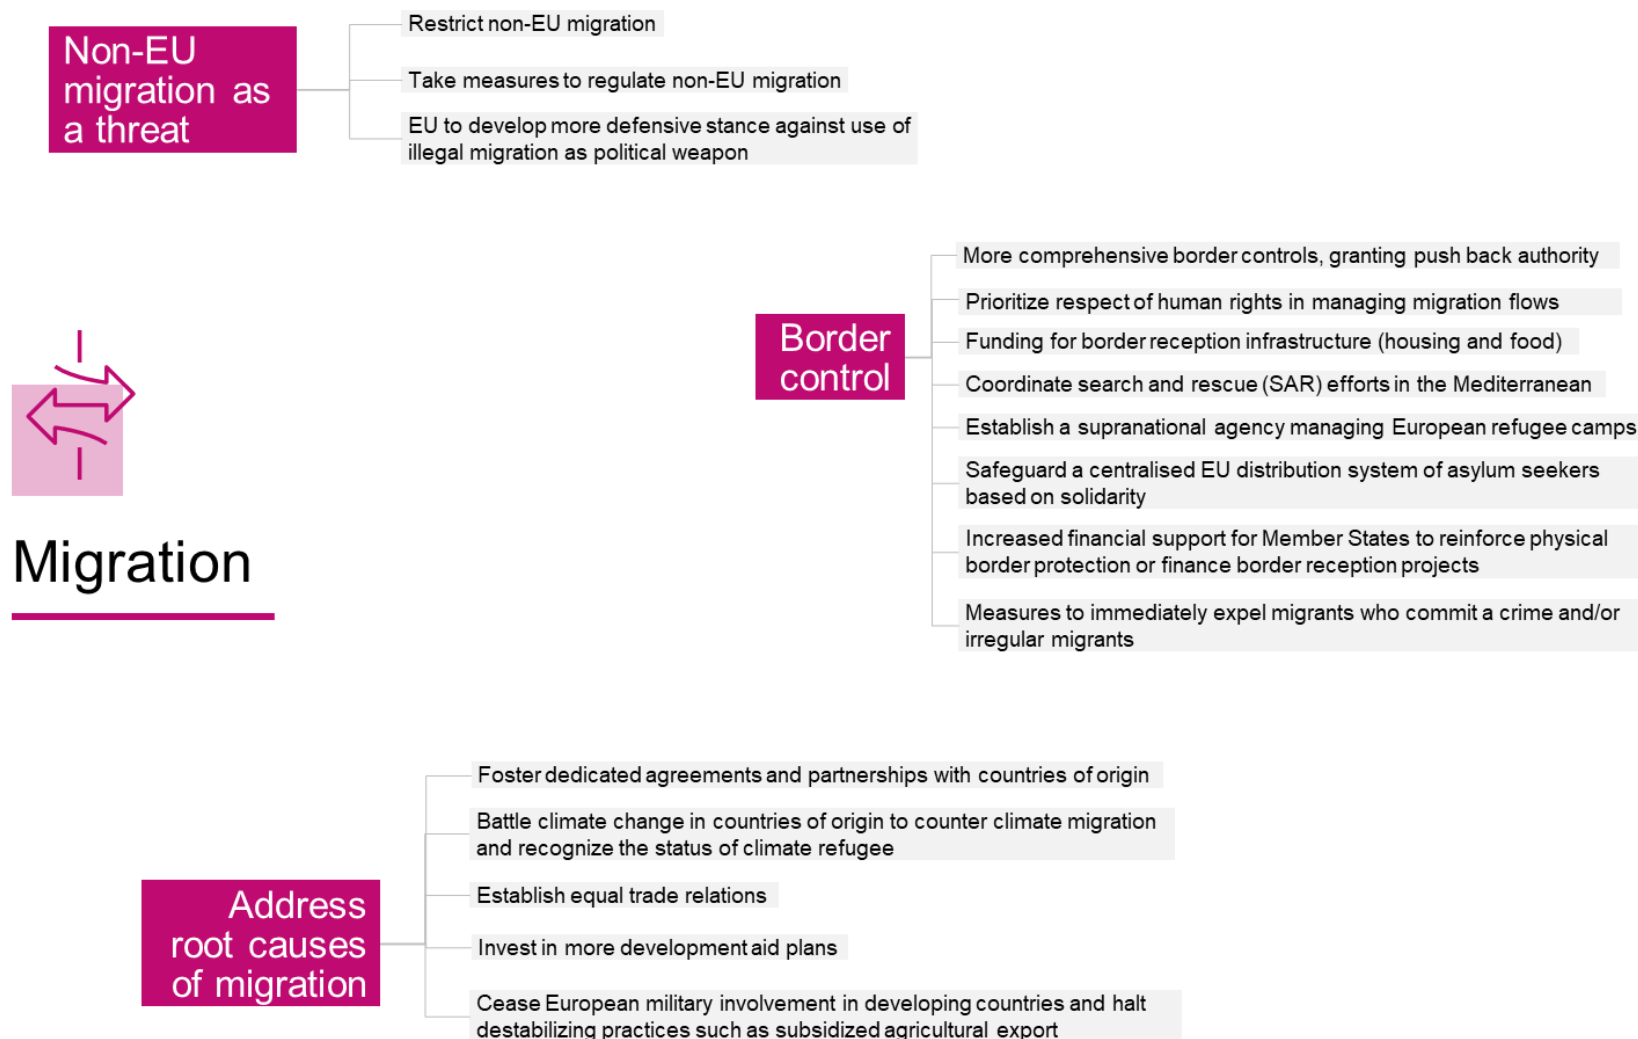 Non-EU
migration as
a threat
Restrict non-EU migration
Take measures to regulate non-EU migration
EU to develop more defensive stance against use of
illegal migration as political weapon
Border
control
More comprehensive border controls, granting push back authority
Prioritize respect of human rights in managing migration flows
Funding for border reception infrastructure (housing and food)
Coordinate search and rescue (SAR) efforts in the Mediterranean
Establish a supranational agency managing European refugee camps
Safeguard a centralised EU distribution system of asylum seekers
based on solidarity
Increased financial support for Member States to reinforce physical
border protection or finance border reception projects
Measures to immediately expel migrants who commit a crime and/or
irregular migrants
Migration
Address
root causes
of migration
Foster dedicated agreements and partnerships with countries of origin
Battle climate change in countries of origin to counter climate migration
and recognize the status of climate refugee
Establish equal trade relations
Invest in more development aid plans
Cease European military involvement in developing countries and halt
destabilizing practices such as subsidized agricultural export